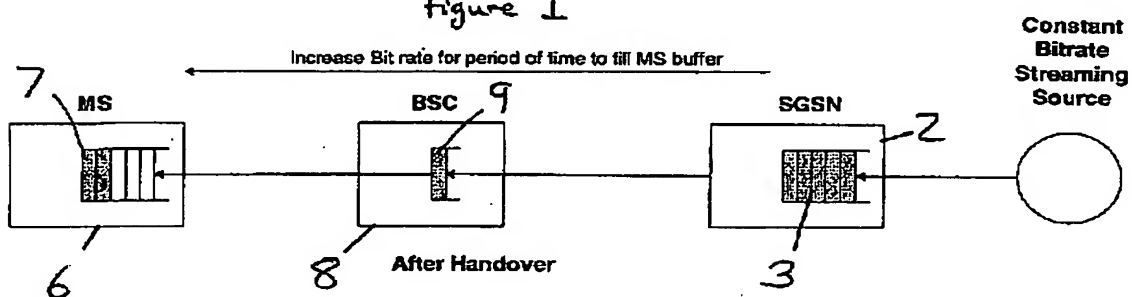 figure 1
Constant
Bitrate
Streaming
Source
Increase Bit rate for period of time to fill MS buffer
7
MS
BSC
9
SGSN
2
6
8
After Handover
3